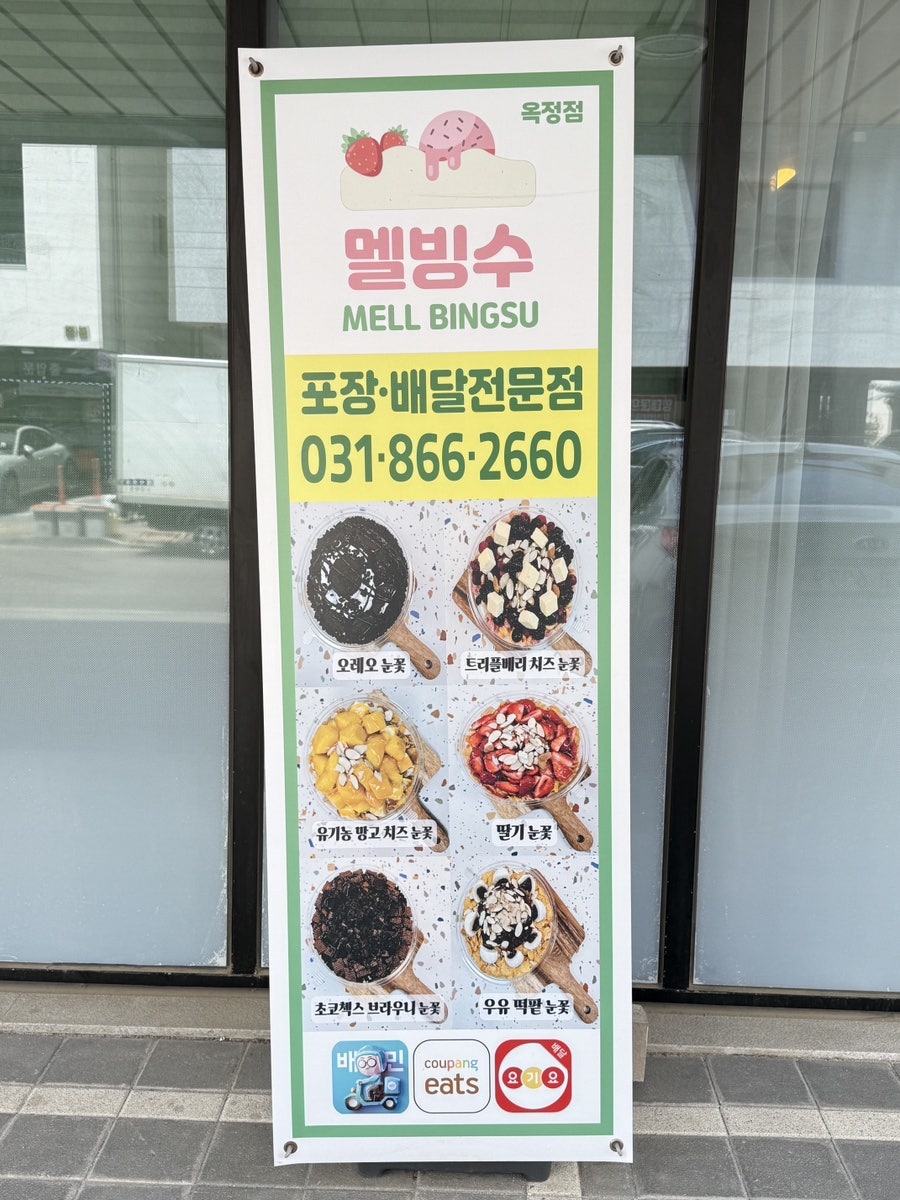 옥정점
멜빙수
MELL BINGSU
포장·배달전문점
031·866·2660
오레오 눈꽃
트리플베리 치즈 눈꽃
유기농 망고 치즈 눈꽃
딸기 눈꽃
초코첵스 브라우니 눈꽃
우유 떡팥 눈꽃
coupang
eats
배달
요기요